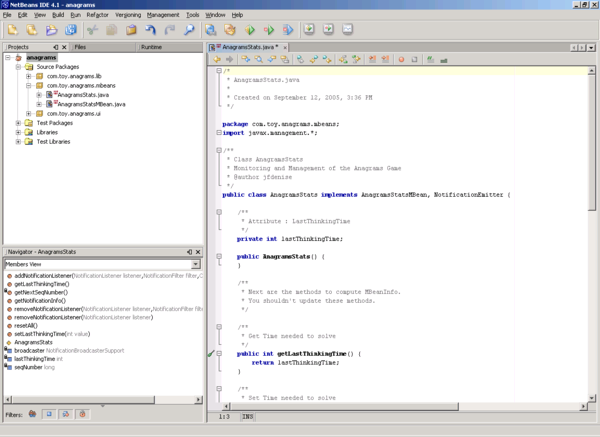 NetBeans IDE 4.1 - anagrams
File Edit View Navigate Source Build Run Refactor Versioning Management Tools Window Help
Projects Files Runtime
anagrams
Source Packages
com.toy.anagrams.lib
com.toy.anagrams.mbeans
AnagramsStats.java
AnagramsStatsMBean.java
com.toy.anagrams.ui
Test Packages
Libraries
Test Libraries
Navigator - AnagramsStats
Members View
addNotificationListener(NotificationListener listener,NotificationFilter filter,
getLastThinkingTime()
getNextSeqNumber()
getNotificationInfo()
removeNotificationListener(NotificationListener listener,NotificationFilter filter,
removeNotificationListener(NotificationListener listener)
resetAll()
setLastThinkingTime(int value)
AnagramsStats
broadcaster NotificationBroadcasterSupport
lastThinkingTime int
seqNumber long
Filters:
AnagramsStats.java *
/*
* AnagramsStats.java
*
* Created on September 12, 2005, 3:36 PM
*/
package com.toy.anagrams.mbeans;
import javax.management.*;
/**
* Class AnagramsStats
* Monitoring and Management of the Anagrams Game
* @author jfdenise
*/
public class AnagramsStats implements AnagramsStatsMBean, NotificationEmitter {
/**
* Attribute : lastThinkingTime
*/
private int lastThinkingTime;
public AnagramsStats() {
}
/**
* Next are the methods to compute MBeanInfo.
* You shouldn't update these methods.
*/
/**
* Get Time needed to solve
*/
public int getLastThinkingTime() {
return lastThinkingTime;
}
/**
* Set Time needed to solve
1:3 INS